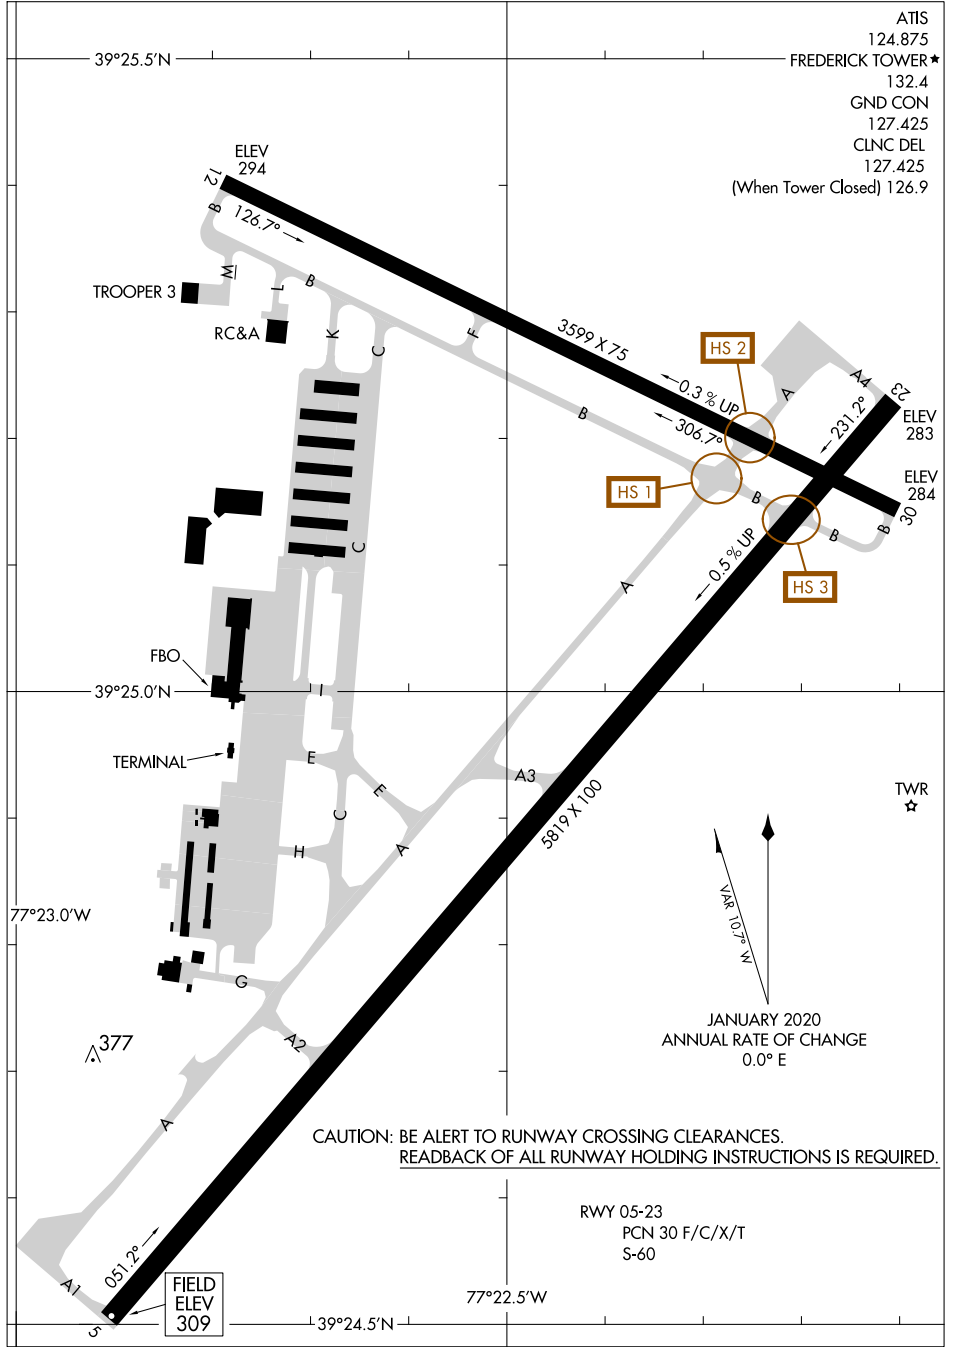 ATIS
124.875
39°25.5'N
FREDERICK TOWER★
132.4
GND CON
127.425
CLNC DEL
127.425
(When Tower Closed) 126.9
ELEV
294
12
B
126.7°
M
L
B
TROOPER 3
RC&A
K
C
F
3599 X 75
HS 2
0.3 % UP
A
A4
23
231.2°
ELEV
283
B
306.7°
ELEV
284
30
HS 1
B
B
B
HS 3
0.5 % UP
C
A
FBO
39°25.0'N
I
TERMINAL
E
E
A3
C
5819 X 100
TWR
H
A
VAR 10.7° W
77°23.0'W
G
377
A2
JANUARY 2020
ANNUAL RATE OF CHANGE
0.0° E
A
CAUTION: BE ALERT TO RUNWAY CROSSING CLEARANCES.
READBACK OF ALL RUNWAY HOLDING INSTRUCTIONS IS REQUIRED.
RWY 05-23
PCN 30 F/C/X/T
S-60
051.2°
A1
5
FIELD
ELEV
309
77°22.5'W
39°24.5'N